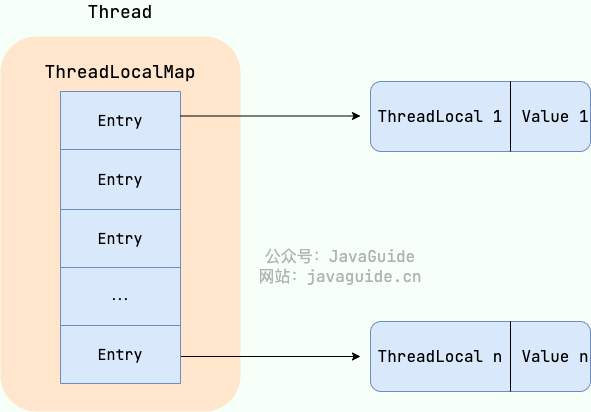 Thread
ThreadLocalMap
Entry
ThreadLocal 1 Value 1
Entry
Entry
公众号：JavaGuide
网站：javaguide.cn
...
Entry
ThreadLocal n Value n